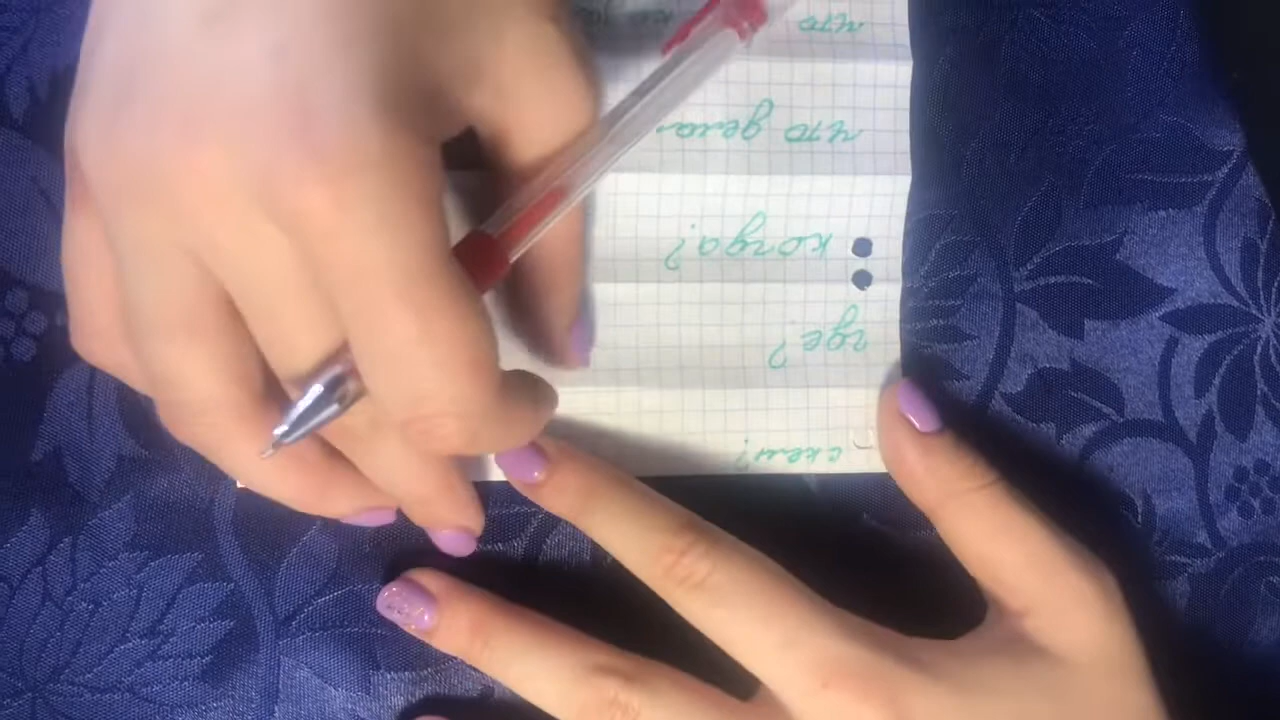 с кем?
где?
когда?
что дела
что